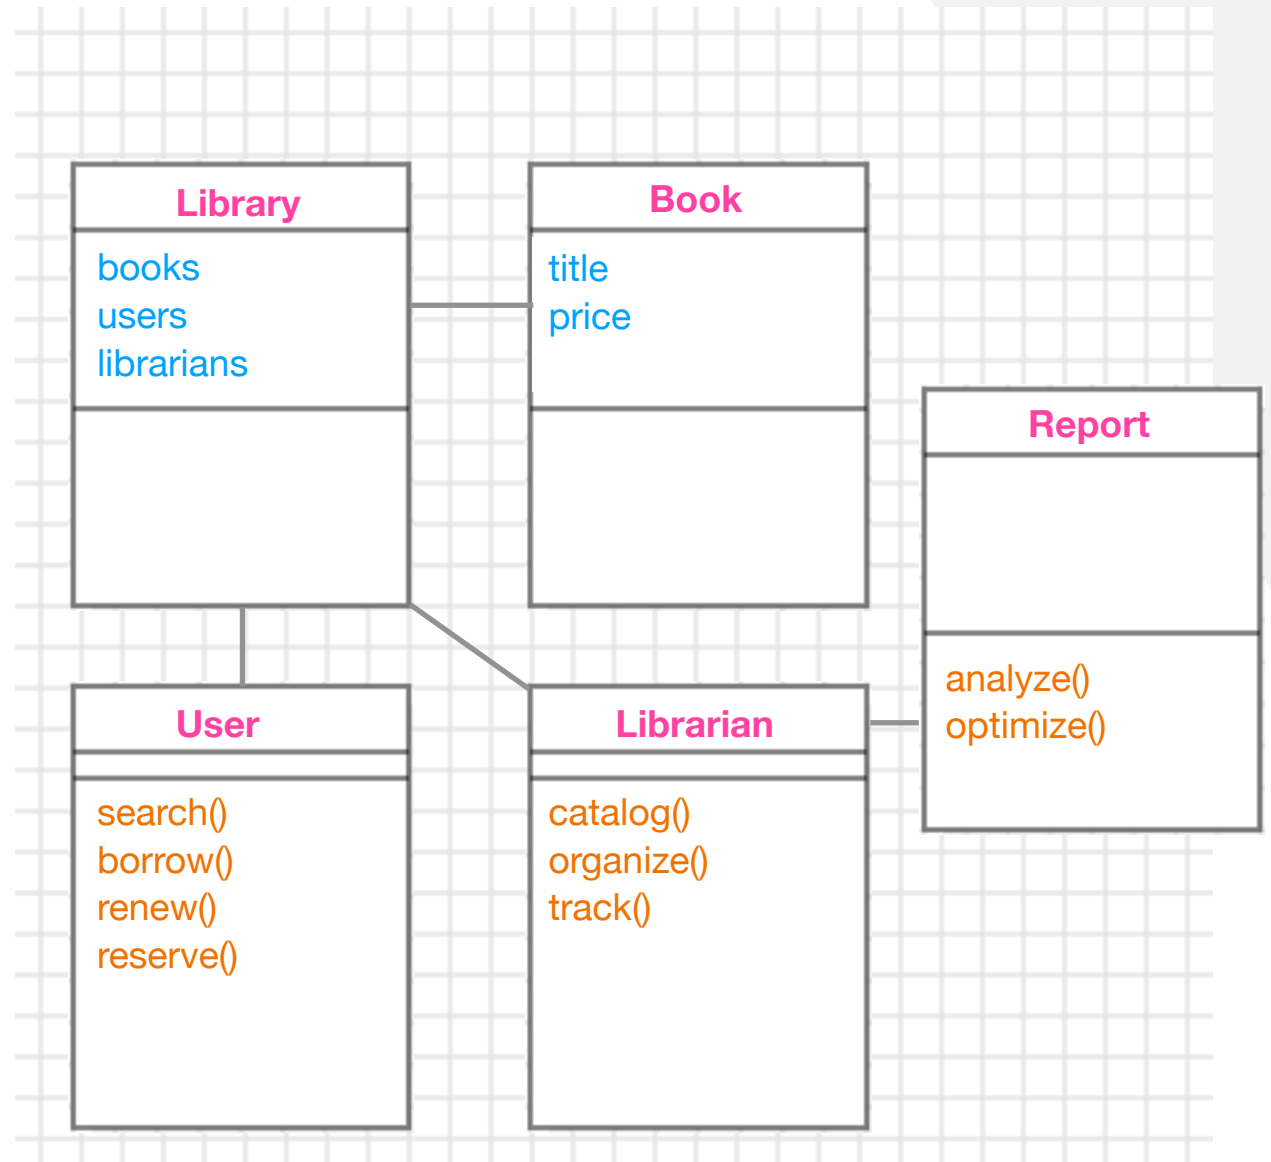 Library
books
users
librarians
Book
title
price
Report
analyze()
optimize()
User
search()
borrow()
renew()
reserve()
Librarian
catalog()
organize()
track()